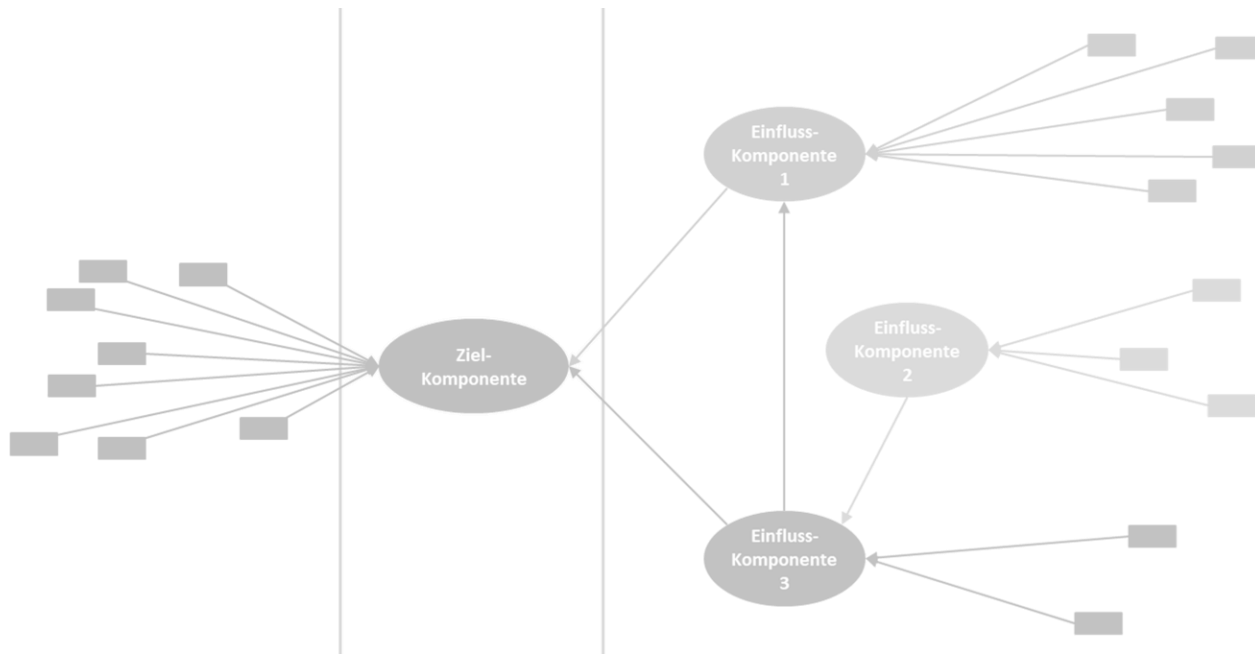 Einfluss-
Komponente
1
Ziel-
Komponente
Einfluss-
Komponente
2
Einfluss-
Komponente
3